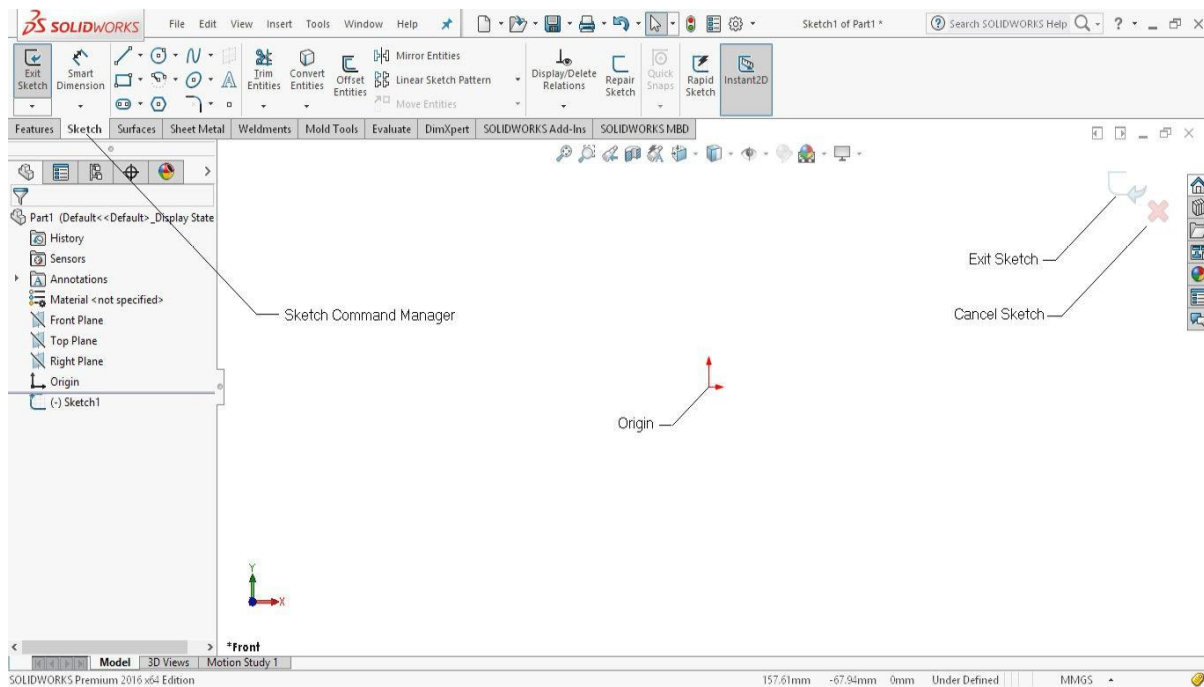 SOLIDWORKS File Edit View Insert Tools Window Help Sketch1 of Part1 * Search SOLIDWORKS Help ?
Exit Sketch
Smart Dimension
Trim Entities
Convert Entities
Offset Entities
Mirror Entities
Linear Sketch Pattern
Move Entities
Display/Delete Relations
Repair Sketch
Quick Snaps
Rapid Sketch
Instant2D
Features Sketch Surfaces Sheet Metal Weldments Mold Tools Evaluate DimXpert SOLIDWORKS Add-Ins SOLIDWORKS MBD
Part1 (Default<<Default>_Display State
History
Sensors
Annotations
Material <not specified>
Front Plane
Top Plane
Right Plane
Origin
(-) Sketch1
Exit Sketch
Sketch Command Manager
Cancel Sketch
Origin
Y
X
*Front
Model 3D Views Motion Study 1
SOLIDWORKS Premium 2016 x64 Edition 157.61mm -67.94mm 0mm Under Defined MMGS